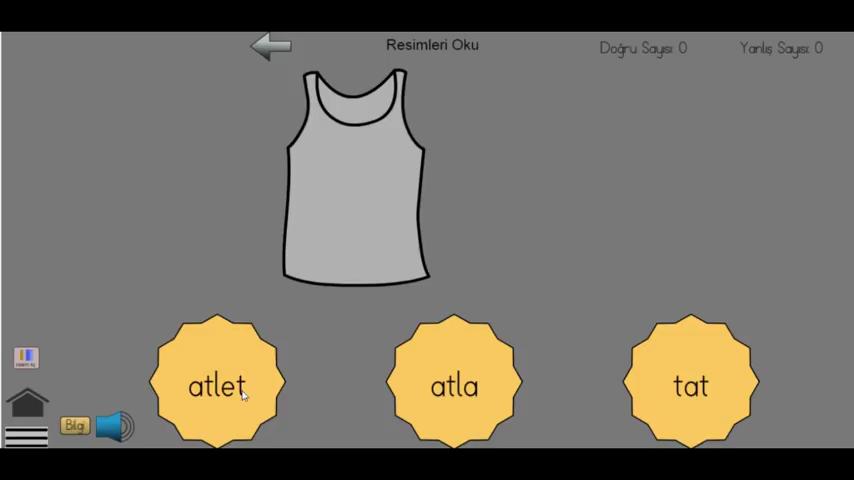 Resimleri Oku
Doğru Sayısı: 0
Yanlış Sayısı: 0
atlet
atla
tat
Bilgi